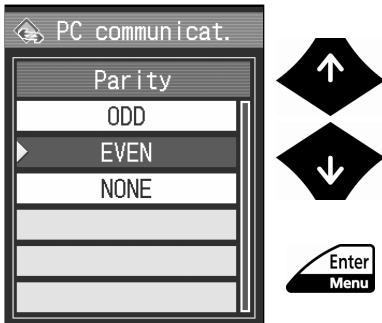 PC communicat.
Parity
ODD
EVEN
NONE
Enter
Menu